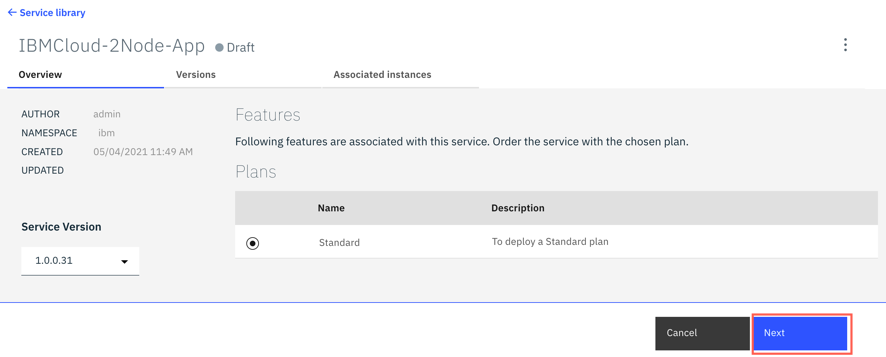 ← Service library
IBMCloud-2Node-App Draft
Overview Versions Associated instances
AUTHOR admin
NAMESPACE ibm
CREATED 05/04/2021 11:49 AM
UPDATED
Service Version
1.0.0.31
Features
Following features are associated with this service. Order the service with the chosen plan.
Plans
Name Description
Standard To deploy a Standard plan
Cancel Next